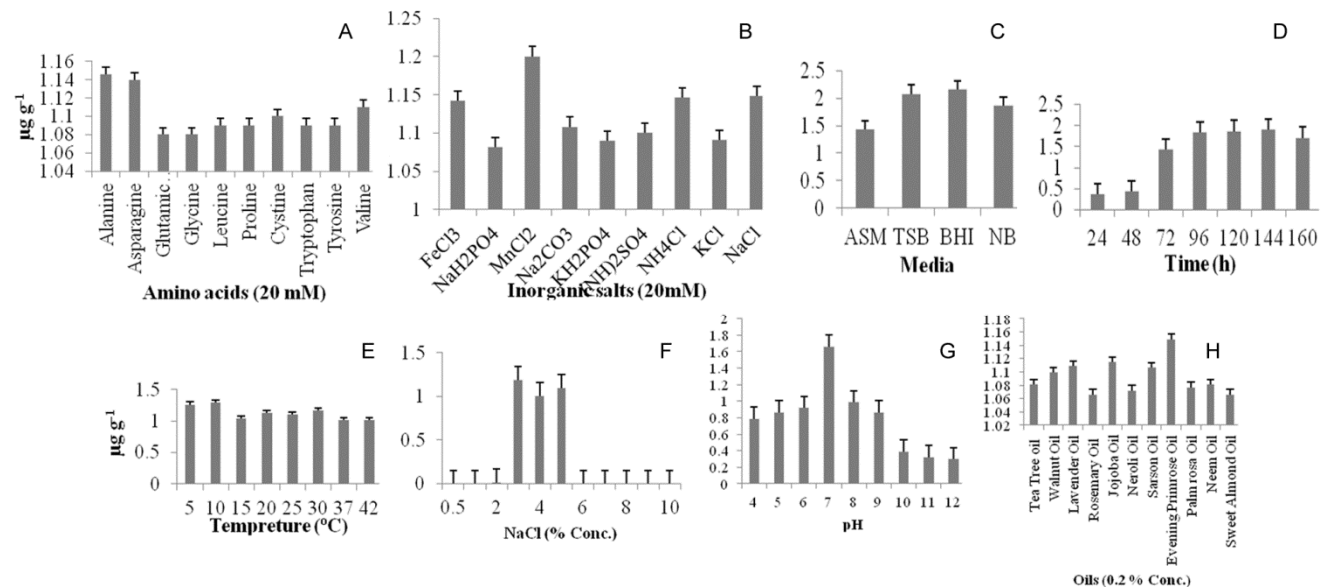 A
µg g-1
1.16
1.14
1.12
1.11
1.08
1.06
1.04
Alanine
Asparagine
Glutamic.
Glycine
Leucine
Proline
Cystine
Tryptophan
Tyrosine
Valine
Amino acids (20 mM)
B
1.25
1.2
1.15
1.1
1.05
1
FeCl3
NaH2PO4
MnCl2
Na2CO3
KH2PO4
(NH)2SO4
NH4Cl
KCl
NaCl
Inorganic salts (20mM)
C
2.5
2
1.5
1
0.5
0
ASM TSB BHI NB
Media
D
2.5
2
1.5
1
0.5
0
24 48 72 96 120 144 160
Time (h)
E
µg g-1
1.5
1
0.5
0
5 10 15 20 25 30 37 42
Tempreture (°C)
F
1.5
1
0.5
0
0.5 2 4 6 8 10
NaCl (% Conc.)
G
2
1.8
1.6
1.4
1.2
1
0.8
0.6
0.4
0.2
0
4 5 6 7 8 9 10 11 12
pH
H
1.18
1.16
1.14
1.12
1.1
1.08
1.06
1.04
1.02
Tea Tree oil
Walnut Oil
Lavender Oil
Rosemary Oil
Jojoba Oil
Neroli Oil
Sarson Oil
Evening Primrose Oil
Palm rosa Oil
Neem Oil
Sweet Almond Oil
Oils (0.2 % Conc.)